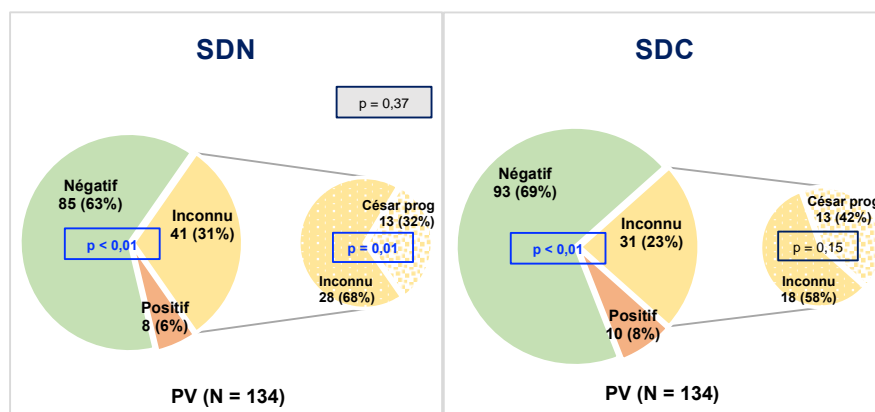 SDN
p = 0,37
Négatif
85 (63%)
Inconnu
41 (31%)
p < 0,01
Positif
8 (6%)
César prog
13 (32%)
p = 0,01
Inconnu
28 (68%)
PV (N = 134)
SDC
Négatif
93 (69%)
Inconnu
31 (23%)
p < 0,01
Positif
10 (8%)
César prog
13 (42%)
p = 0,15
Inconnu
18 (58%)
PV (N = 134)